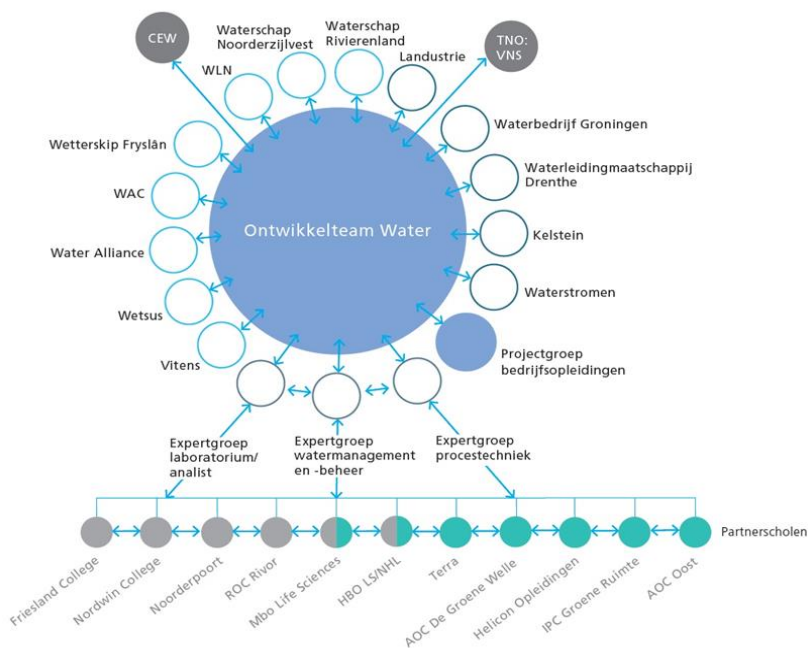 CEW
Waterschap
Noorderzijlvest
Waterschap
Rivierenland
TNO:
VNS
WLN
Landustrie
Wetterskip Fryslân
Waterbedrijf Groningen
WAC
Waterleidingmaatschappij
Drenthe
Ontwikkelteam Water
Kelstein
Water Alliance
Wetsus
Waterstromen
Vitens
Projectgroep
bedrijfsopleidingen
Expertgroep
laboratorium/
analist
Expertgroep
watermanagement
en -beheer
Expertgroep
procestechniek
Partnerscholen
Friesland College
Nordwin College
Noorderpoort
ROC Rivor
Mbo Life Sciences
HBO LS/NHL
Terra
AOC De Groene Welle
Helicon Opleidingen
IPC Groene Ruimte
AOC Oost